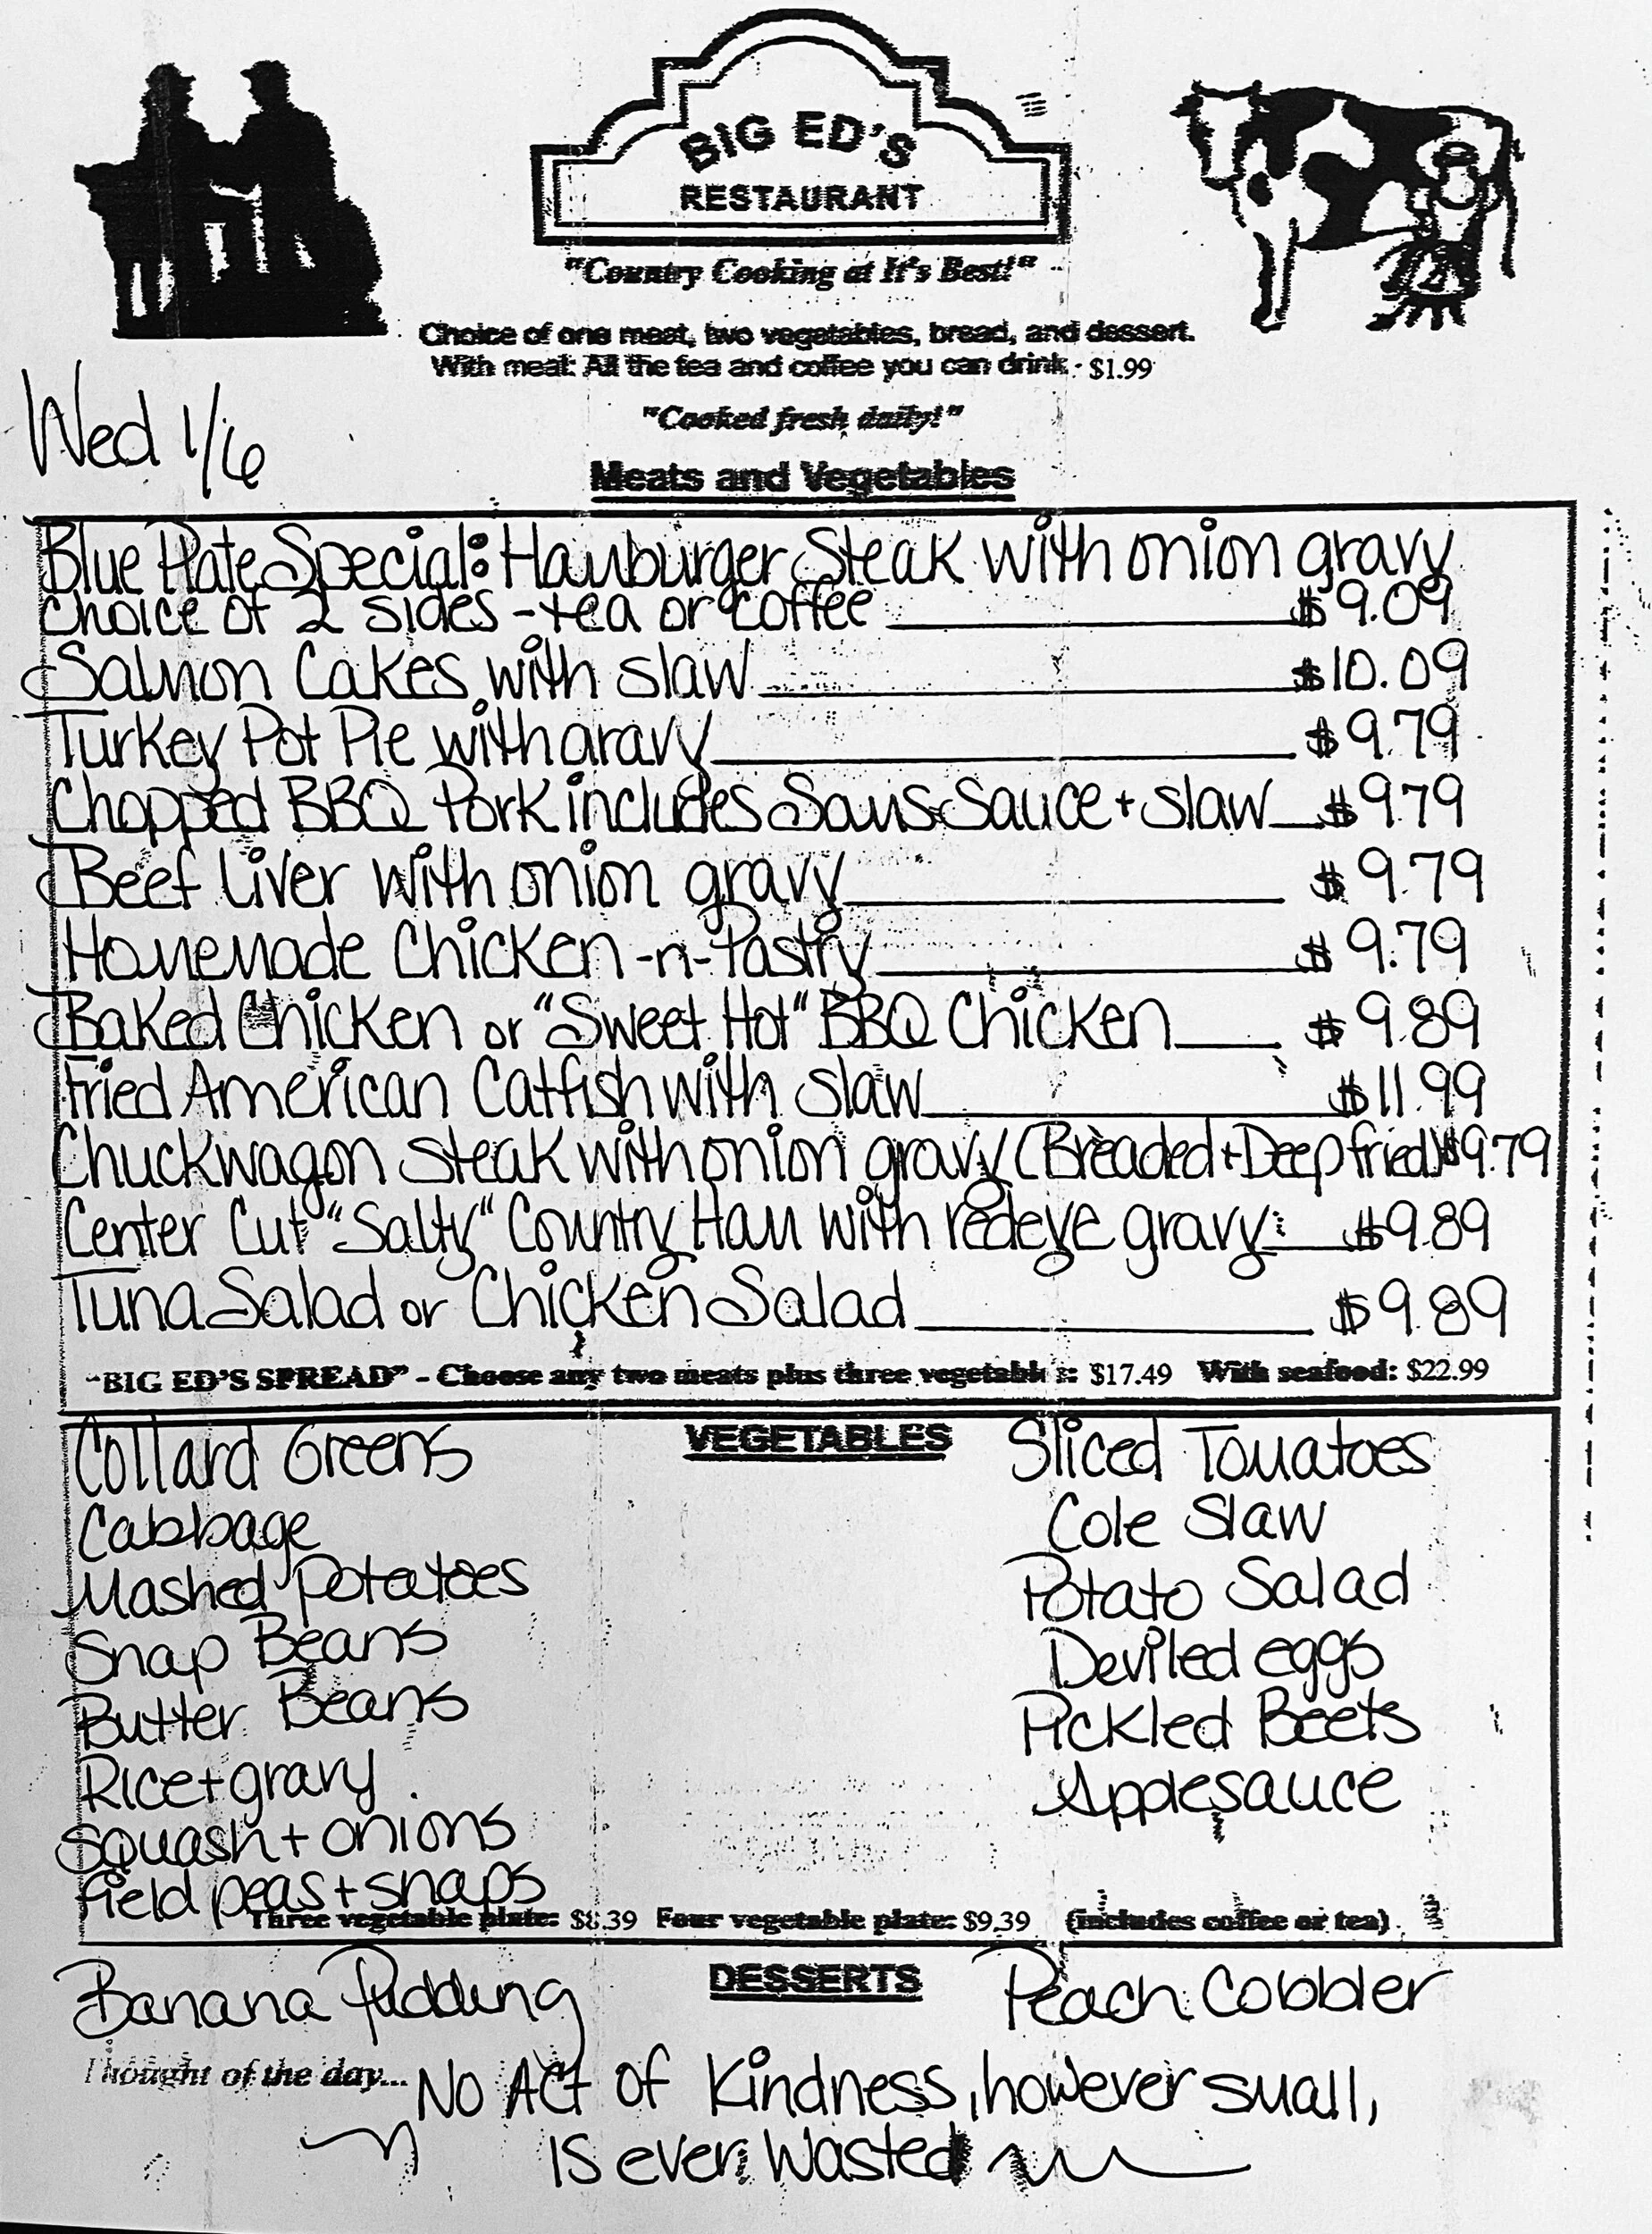 BIG ED'S
RESTAURANT
"Country Cooking at It's Best!"
Choice of one meat, two vegetables, bread, and dessert.
With meal: All the tea and coffee you can drink - $1.99
"Cooked fresh daily!"
Wed 1/6
Meats and Vegetables
Blue Plate Special: Hamburger Steak with onion gravy
Choice of 2 sides - tea or coffee $9.09
Salmon Cakes with slaw $10.09
Turkey Pot Pie with gravy $9.79
Chopped BBQ Pork includes Saus Sauce + slaw $9.79
Beef Liver with onion gravy $9.79
Homemade Chicken -n- Pastry $9.79
Baked Chicken or "Sweet Hot" BBQ Chicken $9.89
Fried American Catfish with slaw $11.99
Chuckwagon Steak with onion gravy (Breaded + Deep fried) $9.79
Center Cut "Salty" Country Ham with redeye gravy $9.89
Tuna Salad or Chicken Salad $9.89
"BIG ED'S SPREAD" - Choose any two meats plus three vegetables: $17.49 With seafood: $22.99
VEGETABLES
Collard Greens
Cabbage
Mashed Potatoes
Snap Beans
Butter Beans
Rice + gravy
Squash + onions
field peas + snaps
Sliced Tomatoes
Cole Slaw
Potato Salad
Deviled eggs
Pickled Beets
Applesauce
Three vegetable plate: $8.39 Four vegetable plate: $9.39 (includes coffee or tea)
DESSERTS
Banana Pudding
Peach Cobbler
Thought of the day... No Act of Kindness, however small,
is ever wasted